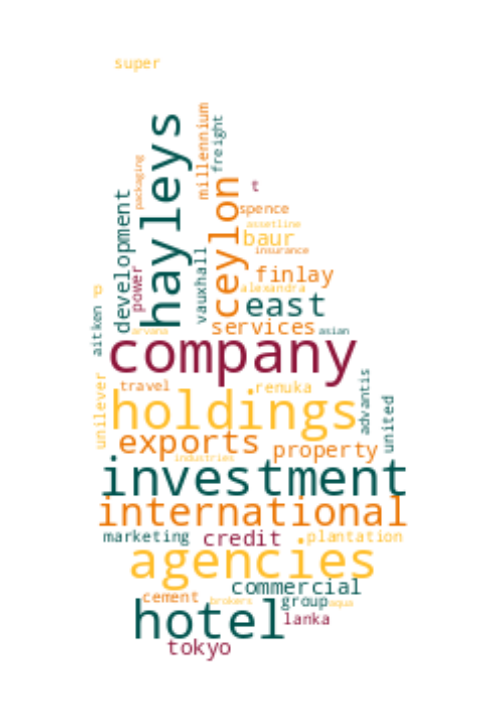 super
hayleys
millennium
freight
packaging
development
ceylon
t
spence
assetline
baur
insurance
power
vauxhall
finlay
alexandra
east
aitken
services
asian
company
travel
renuka
unilever
holdings
advantis
united
exports
property
industries
investment
international
marketing
credit
plantation
agencies
commercial
cement
brokers
group
aqua
hotel
lanka
tokyo